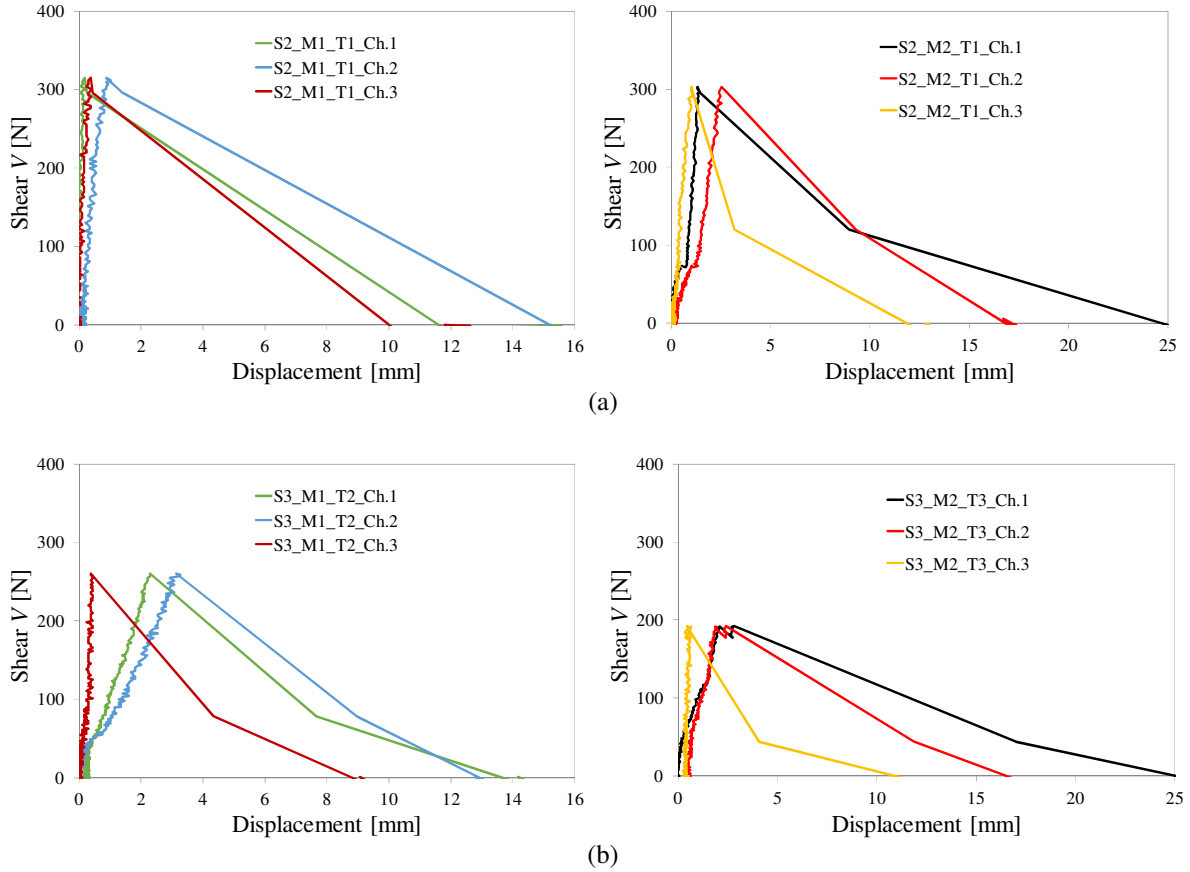 400
300
200
100
0
Shear V [N]
S2_M1_T1_Ch.1
S2_M1_T1_Ch.2
S2_M1_T1_Ch.3
0 2 4 6 8 10 12 14 16
Displacement [mm]
400
300
200
100
0
Shear V [N]
S2_M2_T1_Ch.1
S2_M2_T1_Ch.2
S2_M2_T1_Ch.3
0 5 10 15 20 25
Displacement [mm]
(a)
400
300
200
100
0
Shear V [N]
S3_M1_T2_Ch.1
S3_M1_T2_Ch.2
S3_M1_T2_Ch.3
0 2 4 6 8 10 12 14 16
Displacement [mm]
400
300
200
100
0
Shear V [N]
S3_M2_T3_Ch.1
S3_M2_T3_Ch.2
S3_M2_T3_Ch.3
0 5 10 15 20 25
Displacement [mm]
(b)